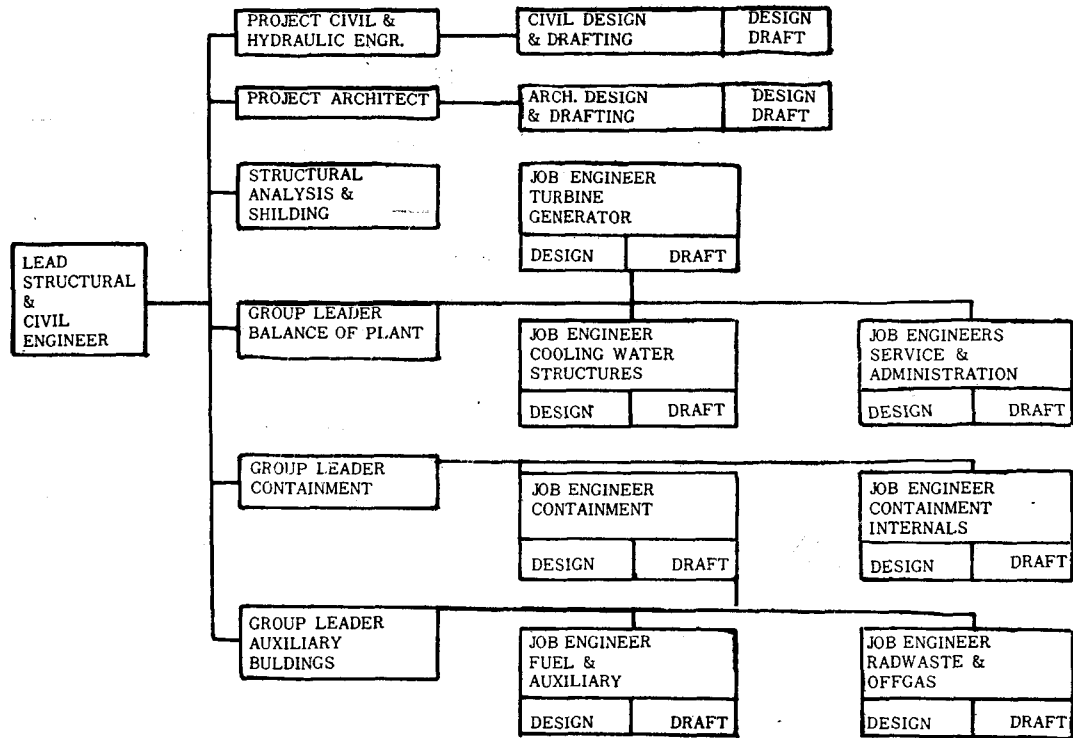 PROJECT CIVIL &
HYDRAULIC ENGR.
CIVIL DESIGN
& DRAFTING
DESIGN
DRAFT
PROJECT ARCHITECT
ARCH. DESIGN
& DRAFTING
DESIGN
DRAFT
STRUCTURAL
ANALYSIS &
SHILDING
JOB ENGINEER
TURBINE
GENERATOR
DESIGN
DRAFT
LEAD
STRUCTURAL
&
CIVIL
ENGINEER
GROUP LEADER
BALANCE OF PLANT
JOB ENGINEER
COOLING WATER
STRUCTURES
DESIGN
DRAFT
JOB ENGINEERS
SERVICE &
ADMINISTRATION
DESIGN
DRAFT
GROUP LEADER
CONTAINMENT
JOB ENGINEER
CONTAINMENT
DESIGN
DRAFT
JOB ENGINEER
CONTAINMENT
INTERNALS
DESIGN
DRAFT
GROUP LEADER
AUXILIARY
BULDINGS
JOB ENGINEER
FUEL &
AUXILIARY
DESIGN
DRAFT
JOB ENGINEER
RADWASTE &
OFFGAS
DESIGN
DRAFT